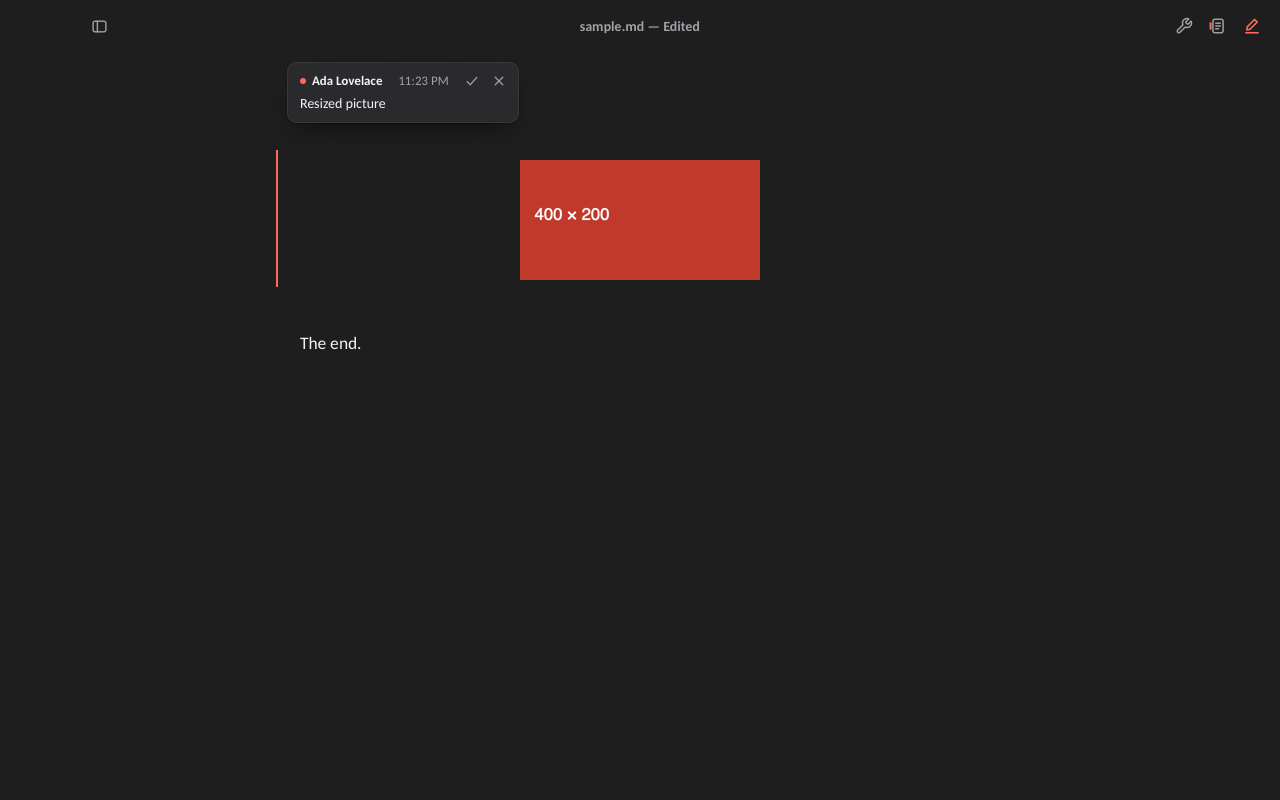 sample.md — Edited
Ada Lovelace 11:23 PM
Resized picture
400 × 200
The end.